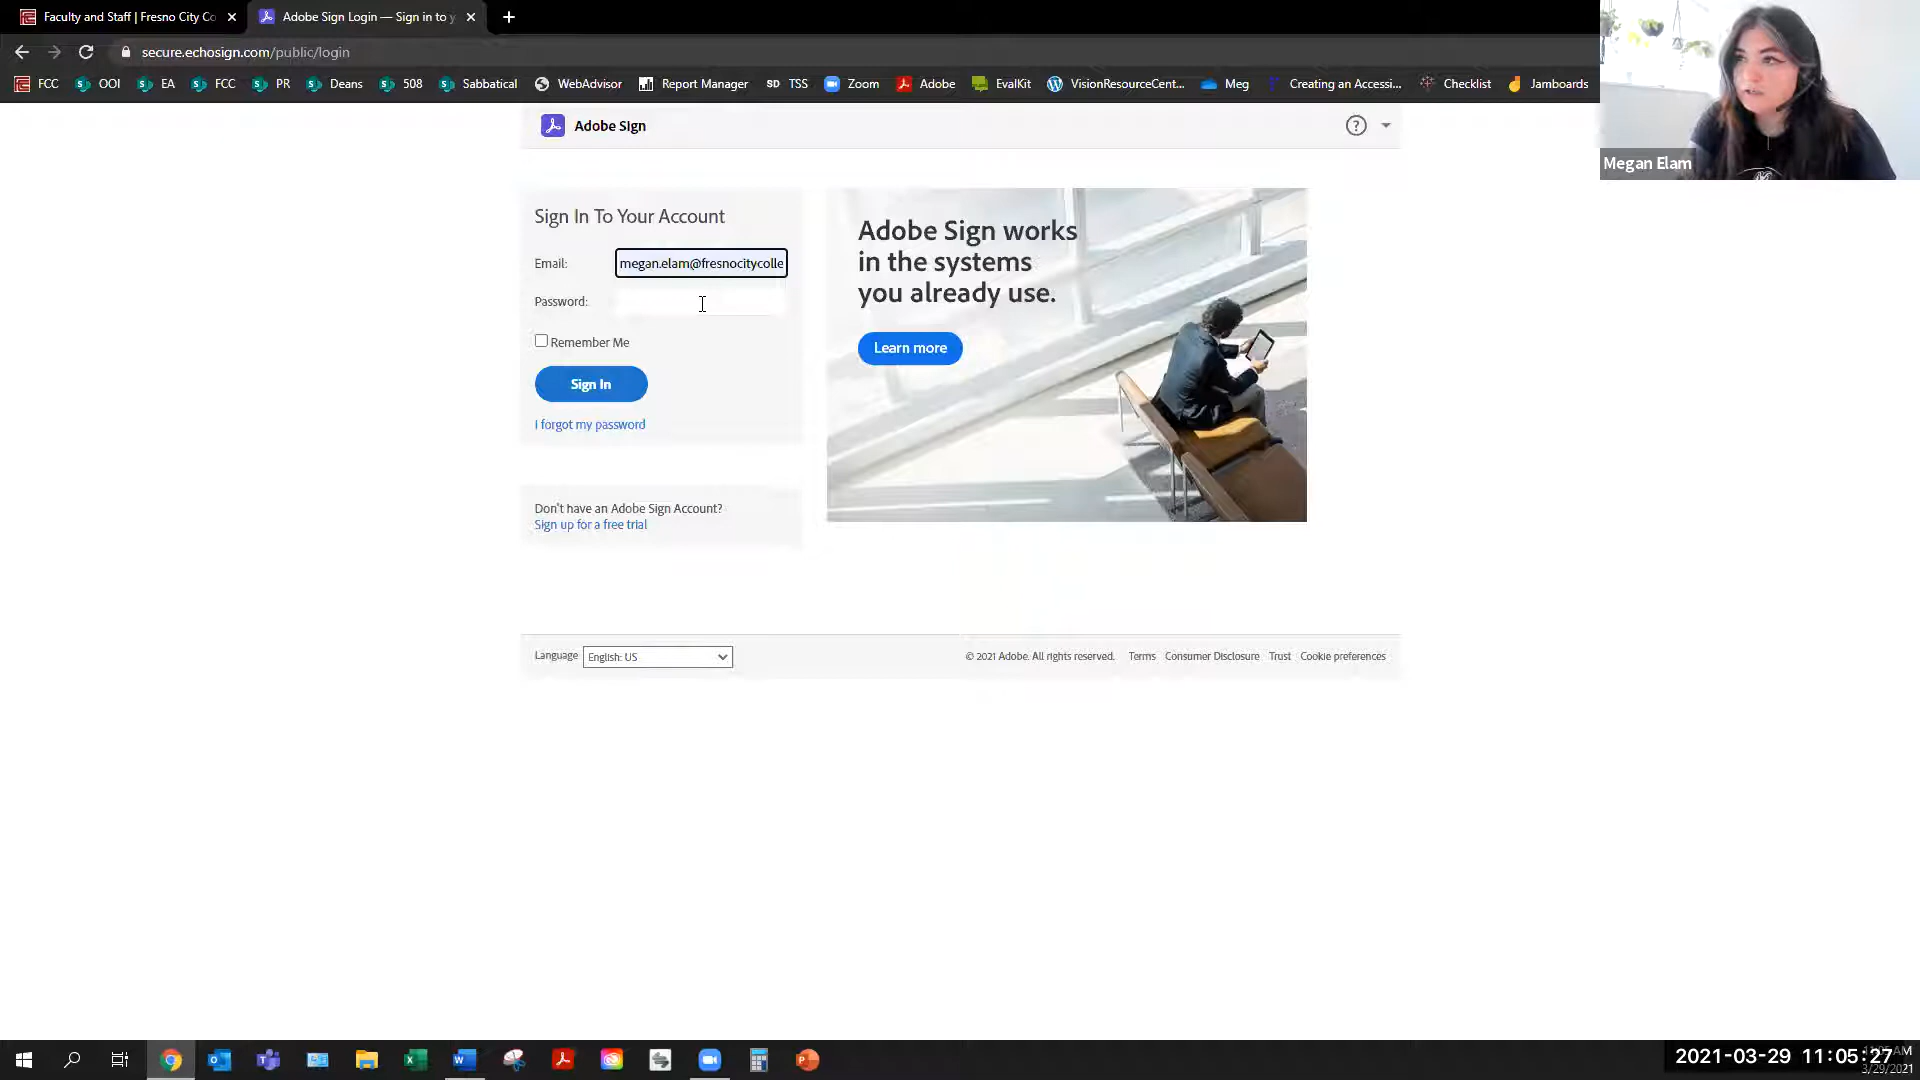 Faculty and Staff | Fresno City Co
Adobe Sign Login — Sign in to y
secure.echosign.com/public/login
FCC OOI EA FCC PR Deans 508 Sabbatical WebAdvisor Report Manager SD TSS Zoom Adobe EvalKit VisionResourceCent... Meg Creating an Accessi... Checklist Jamboards
Megan Elam
Adobe Sign
Sign In To Your Account
Email: megan.elam@fresnocitycolle
Password:
Remember Me
Sign In
I forgot my password
Don't have an Adobe Sign Account?
Sign up for a free trial
Adobe Sign works
in the systems
you already use.
Learn more
Language English: US
© 2021 Adobe. All rights reserved. Terms Consumer Disclosure Trust Cookie preferences
2021-03-29 11:05:27
3/29/2021